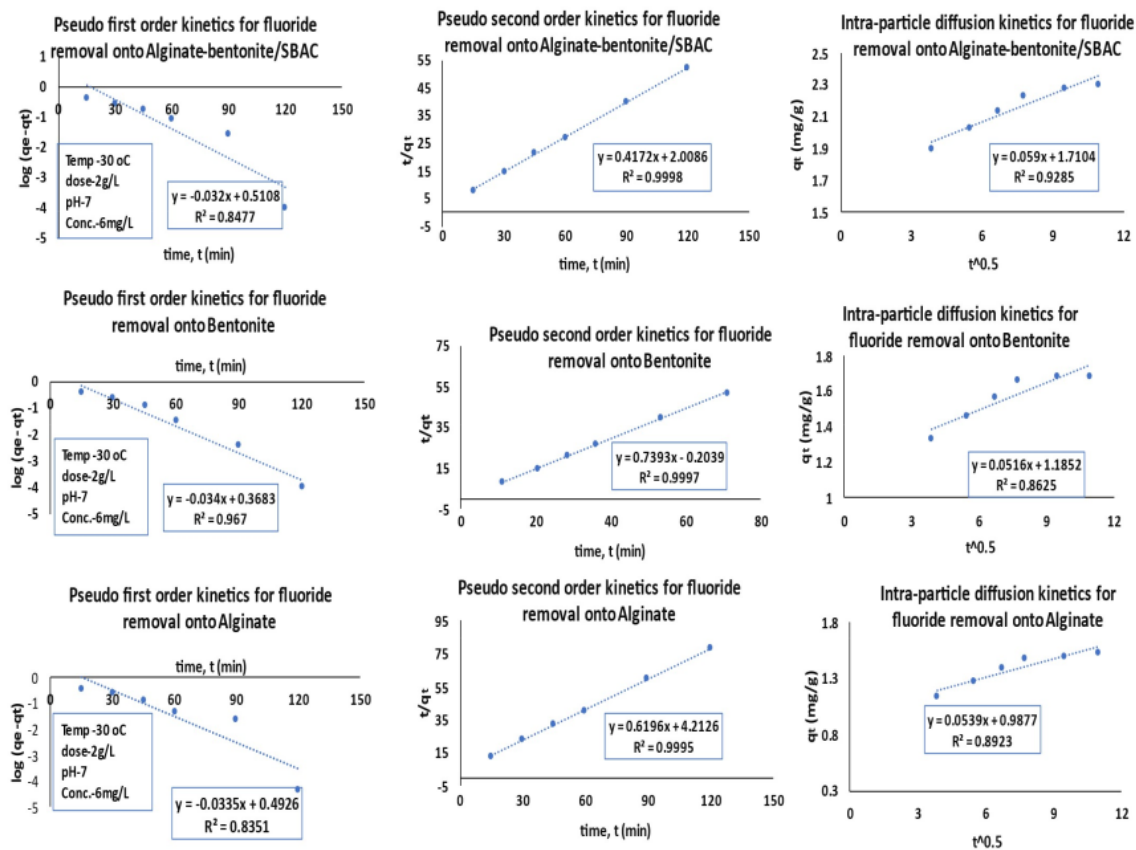 Pseudo first order kinetics for fluoride
removal onto Alginate-bentonite/SBAC
1
0
-1
-2
-3
-4
-5
0
30
60
90
120
150
log (qe-qt)
Temp -30 oC
dose-2g/L
pH-7
Conc.-6mg/L
y = -0.032x + 0.5108
R² = 0.8477
time, t (min)
Pseudo second order kinetics for fluoride
removal onto Alginate-bentonite/SBAC
55
45
35
25
15
5
-5
0
30
60
90
120
150
t/qt
y = 0.4172x + 2.0086
R² = 0.9998
time, t (min)
Intra-particle diffusion kinetics for fluoride
removal onto Alginate-bentonite/SBAC
2.5
2.3
2.1
1.9
1.7
1.5
0
3
6
9
12
qt (mg/g)
y = 0.059x + 1.7104
R² = 0.9285
t^0.5
Pseudo first order kinetics for fluoride
removal onto Bentonite
time, t (min)
0
-1
-2
-3
-4
-5
0
30
60
90
120
150
log (qe-qt)
Temp -30 oC
dose-2g/L
pH-7
Conc.-6mg/L
y = -0.034x + 0.3683
R² = 0.967
Pseudo second order kinetics for fluoride
removal onto Bentonite
75
55
35
15
-5
0
20
40
60
80
t/qt
y = 0.7393x - 0.2039
R² = 0.9997
time, t (min)
Intra-particle diffusion kinetics for
fluoride removal onto Bentonite
1.8
1.6
1.4
1.2
1
0
3
6
9
12
qt (mg/g)
y = 0.0516x + 1.1852
R² = 0.8625
t^0.5
Pseudo first order kinetics for fluoride
removal onto Alginate
time, t (min)
0
-1
-2
-3
-4
-5
0
30
60
90
120
150
log (qe-qt)
Temp -30 oC
dose-2g/L
pH-7
Conc.-6mg/L
y = -0.0335x + 0.4926
R² = 0.8351
Pseudo second order kinetics for fluoride
removal onto Alginate
95
75
55
35
15
-5
0
30
60
90
120
150
t/qt
y = 0.6196x + 4.2126
R² = 0.9995
time, t (min)
Intra-particle diffusion kinetics for
fluoride removal onto Alginate
1.8
1.3
0.8
0.3
0
3
6
9
12
qt (mg/g)
y = 0.0539x + 0.9877
R² = 0.8923
t^0.5